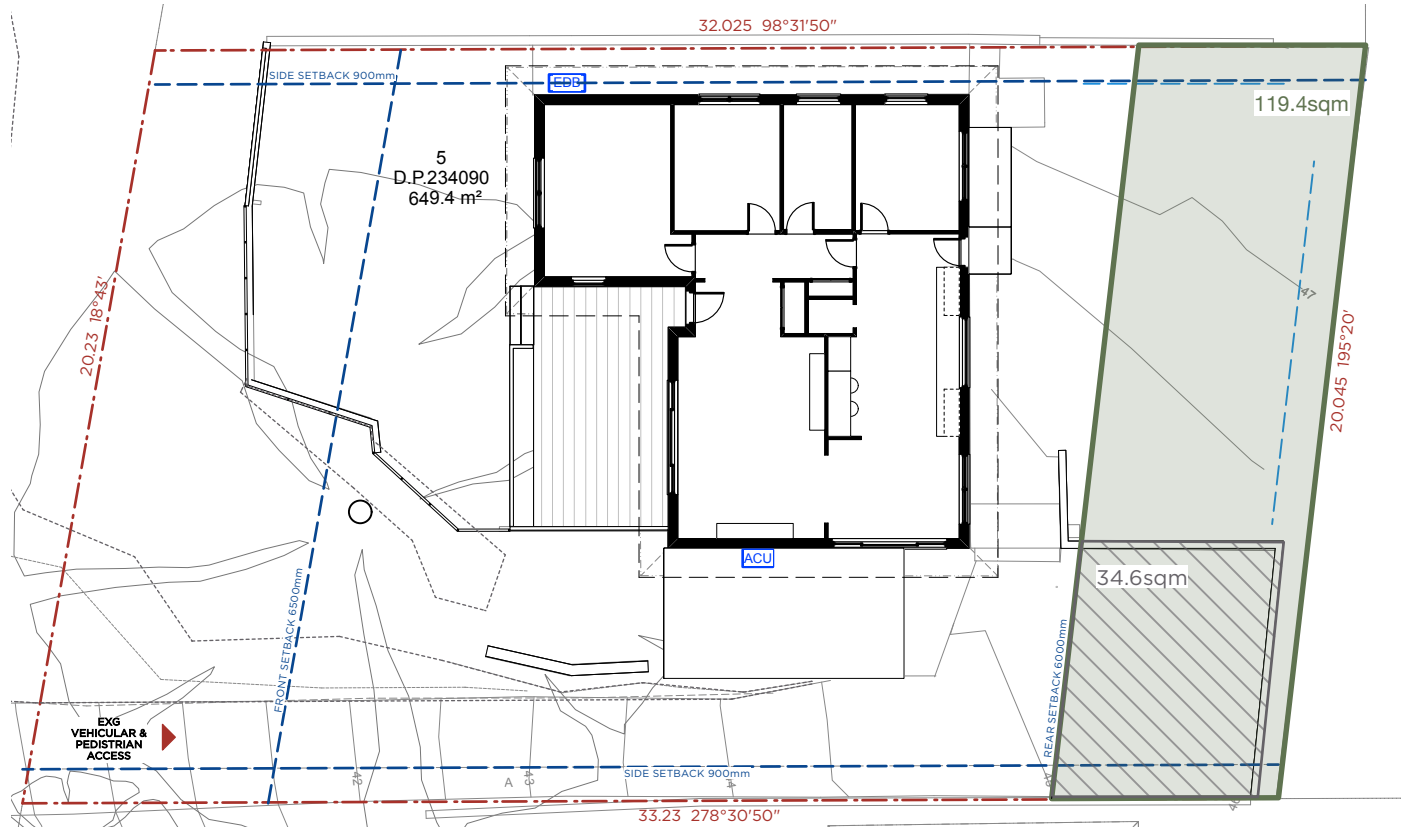 32.025 98°31'50"
SIDE SETBACK 900mm
EDB
119.4sqm
5
D.P.234090
649.4 m²
47
20.23 18°43'
20.045 195°20'
ACU
34.6sqm
FRONT SETBACK 6500mm
REAR SETBACK 6000mm
EXG
VEHICULAR &
PEDISTRIAN
ACCESS
SIDE SETBACK 900mm
42
A
43
33.23 278°30'50"